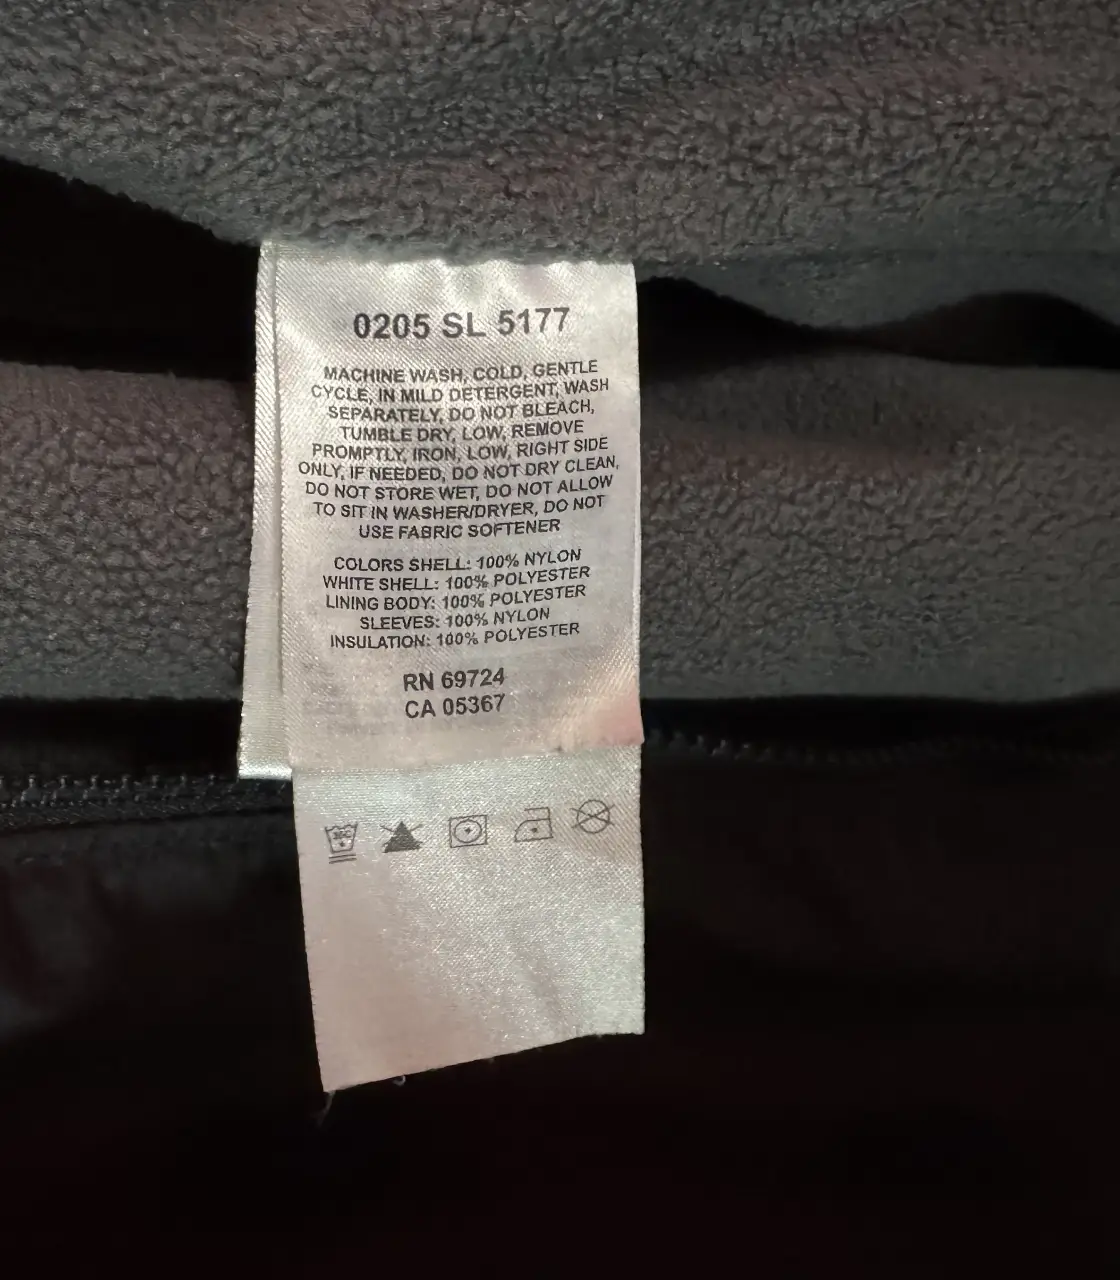 0205 SL 5177
MACHINE WASH, COLD, GENTLE
CYCLE, IN MILD DETERGENT, WASH
SEPARATELY, DO NOT BLEACH,
TUMBLE DRY, LOW, REMOVE
PROMPTLY, IRON, LOW, RIGHT SIDE
ONLY, IF NEEDED, DO NOT DRY CLEAN,
DO NOT STORE WET, DO NOT ALLOW
TO SIT IN WASHER/DRYER, DO NOT
USE FABRIC SOFTENER
COLORS SHELL: 100% NYLON
WHITE SHELL: 100% POLYESTER
LINING BODY: 100% POLYESTER
SLEEVES: 100% NYLON
INSULATION: 100% POLYESTER
RN 69724
CA 05367